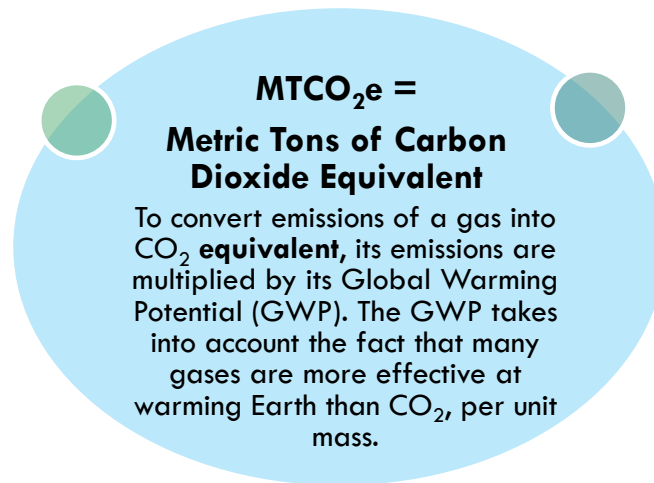 MTCO₂e =
Metric Tons of Carbon
Dioxide Equivalent
To convert emissions of a gas into
CO₂ equivalent, its emissions are
multiplied by its Global Warming
Potential (GWP). The GWP takes
into account the fact that many
gases are more effective at
warming Earth than CO₂, per unit
mass.